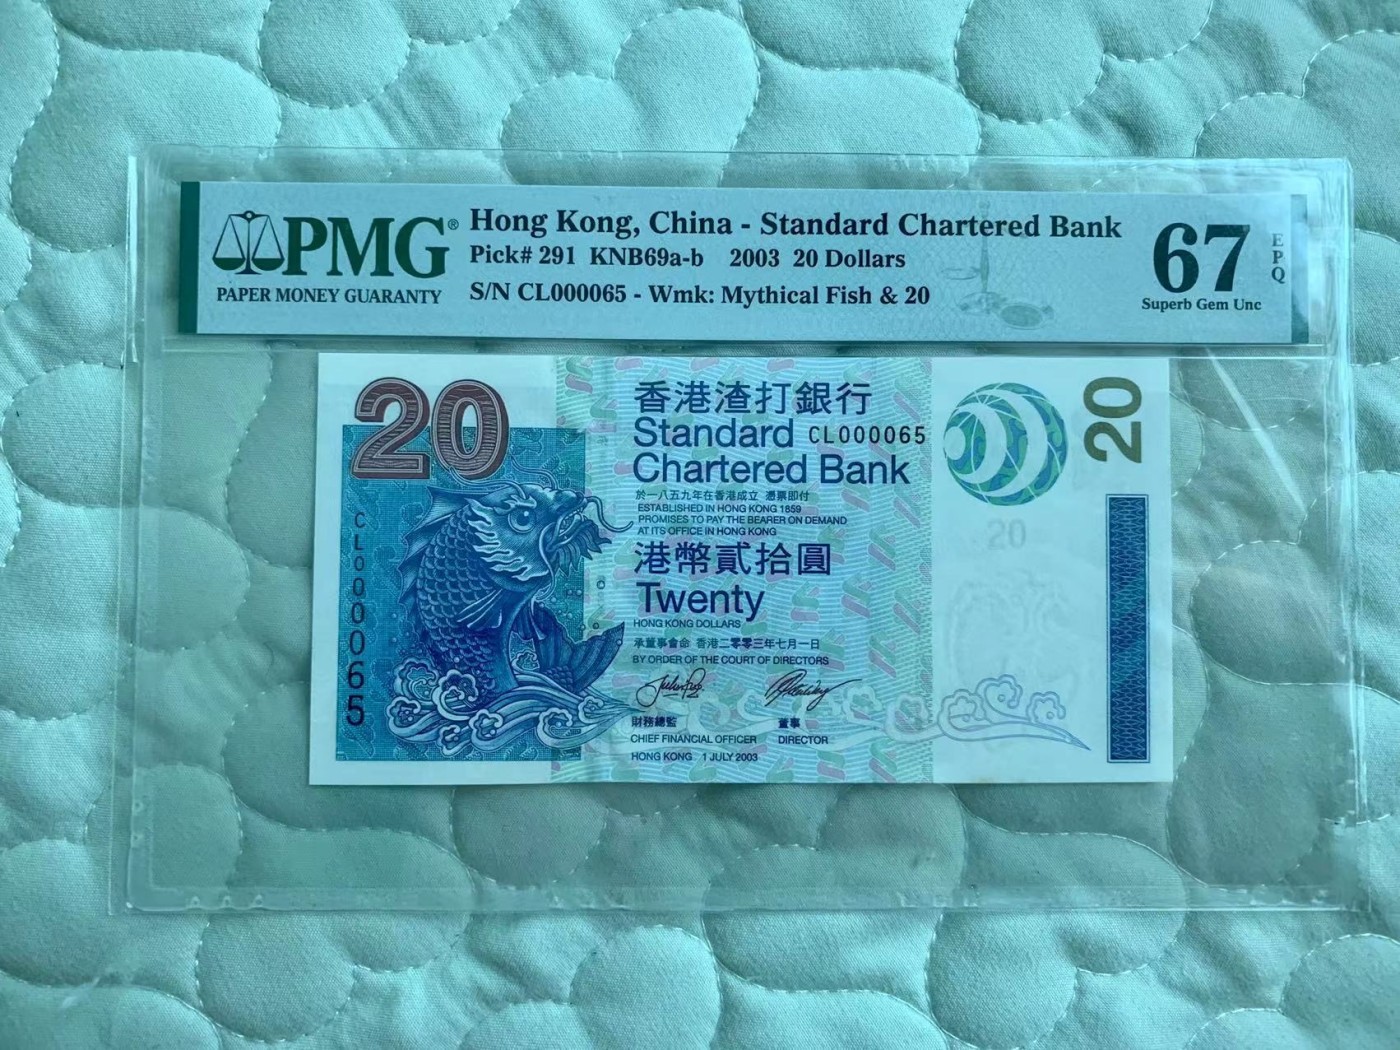 PMG®
PAPER MONEY GUARANTY
Hong Kong, China - Standard Chartered Bank
Pick# 291 KNB69a-b 2003 20 Dollars
S/N CL000065 - Wmk: Mythical Fish & 20
67
Superb Gem Unc
EPQ
20
香港渣打銀行
Standard CL000065
Chartered Bank
於一八五九年在香港成立 憑票即付
ESTABLISHED IN HONG KONG 1859
PROMISES TO PAY THE BEARER ON DEMAND
AT ITS OFFICE IN HONG KONG
港幣貳拾圓
Twenty
HONG KONG DOLLARS
承董事會命 香港二零零三年七月一日
BY ORDER OF THE COURT OF DIRECTORS
財務總監 董事
CHIEF FINANCIAL OFFICER DIRECTOR
HONG KONG 1 JULY 2003
CL000065
20
20